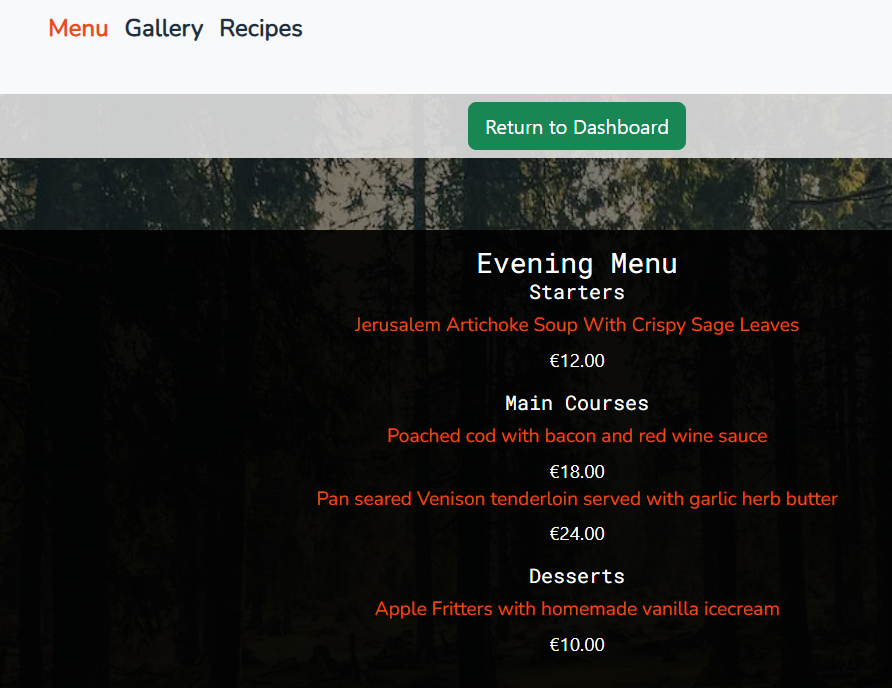 Menu Gallery Recipes
Return to Dashboard
Evening Menu
Starters
Jerusalem Artichoke Soup With Crispy Sage Leaves
€12.00
Main Courses
Poached cod with bacon and red wine sauce
€18.00
Pan seared Venison tenderloin served with garlic herb butter
€24.00
Desserts
Apple Fritters with homemade vanilla icecream
€10.00